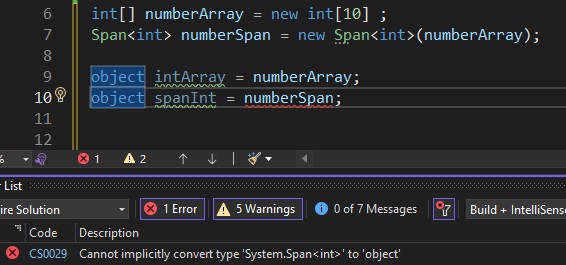 6 int[] numberArray = new int[10] ;
7 Span<int> numberSpan = new Span<int>(numberArray);
8
9 object intArray = numberArray;
10 object spanInt = numberSpan;
11
12
% 1 2
r List
ire Solution 1 Error 5 Warnings 0 of 7 Messages Build + IntelliSens
Code Description
CS0029 Cannot implicitly convert type 'System.Span<int>' to 'object'